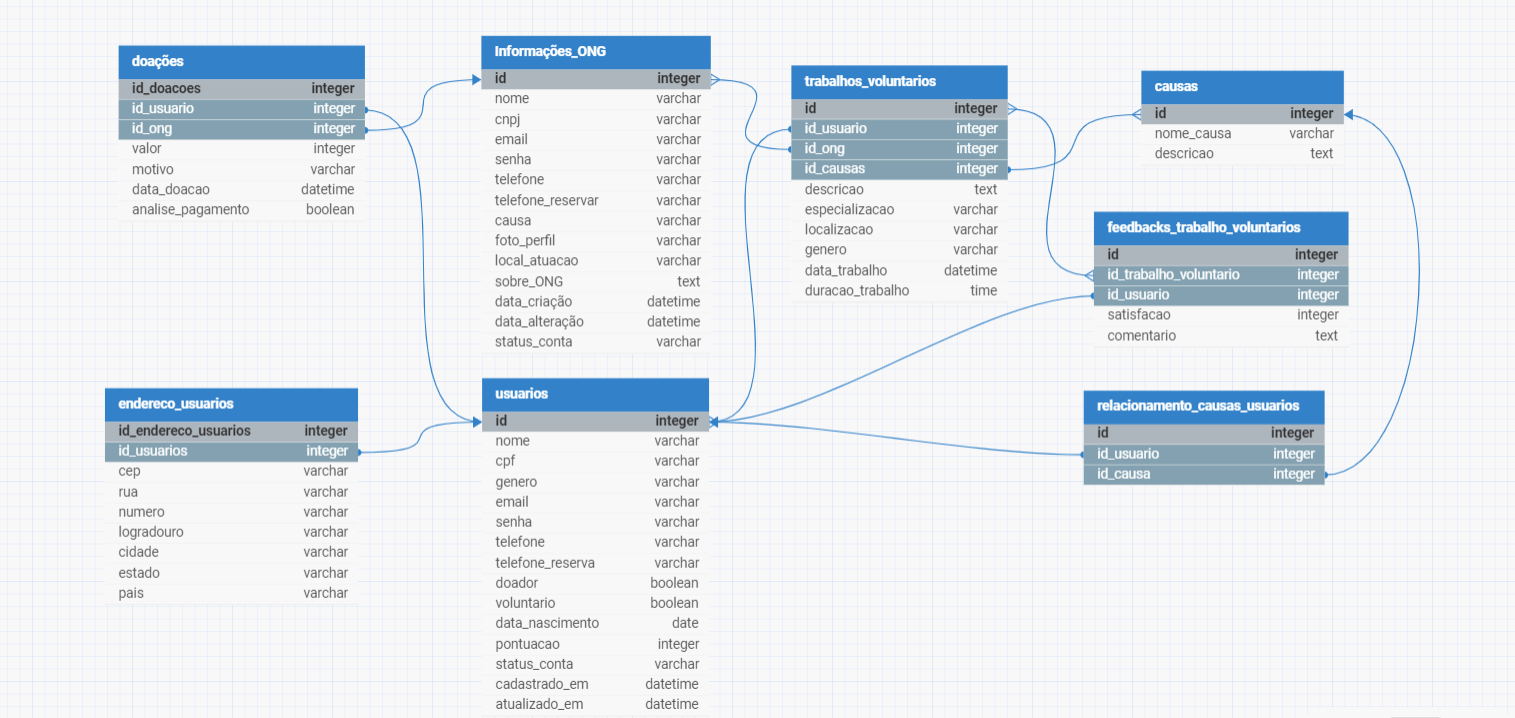 doações
id_doacoes integer
id_usuario integer
id_ong integer
valor integer
motivo varchar
data_doacao datetime
analise_pagamento boolean
Informações_ONG
id integer
nome varchar
cnpj varchar
email varchar
senha varchar
telefone varchar
telefone_reservar varchar
causa varchar
foto_perfil varchar
local_atuacao varchar
sobre_ONG text
data_criação datetime
data_alteração datetime
status_conta varchar
trabalhos_voluntarios
id integer
id_usuario integer
id_ong integer
id_causas integer
descricao text
especializacao varchar
localizacao varchar
genero varchar
data_trabalho datetime
duracao_trabalho time
causas
id integer
nome_causa varchar
descricao text
feedbacks_trabalho_voluntarios
id integer
id_trabalho_voluntario integer
id_usuario integer
satisfacao integer
comentario text
endereco_usuarios
id_endereco_usuarios integer
id_usuarios integer
cep varchar
rua varchar
numero varchar
logradouro varchar
cidade varchar
estado varchar
pais varchar
usuarios
id integer
nome varchar
cpf varchar
genero varchar
email varchar
senha varchar
telefone varchar
telefone_reserva varchar
doador boolean
voluntario boolean
data_nascimento date
pontuacao integer
status_conta varchar
cadastrado_em datetime
atualizado_em datetime
relacionamento_causas_usuarios
id integer
id_usuario integer
id_causa integer